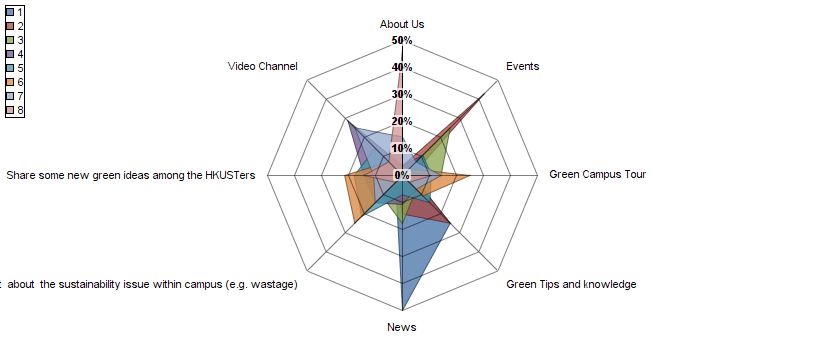 1
2
3
4
5
6
7
8
About Us
50%
40%
30%
20%
10%
0%
Video Channel
Events
Share some new green ideas among the HKUSTers
Green Campus Tour
about the sustainability issue within campus (e.g. wastage)
Green Tips and knowledge
News